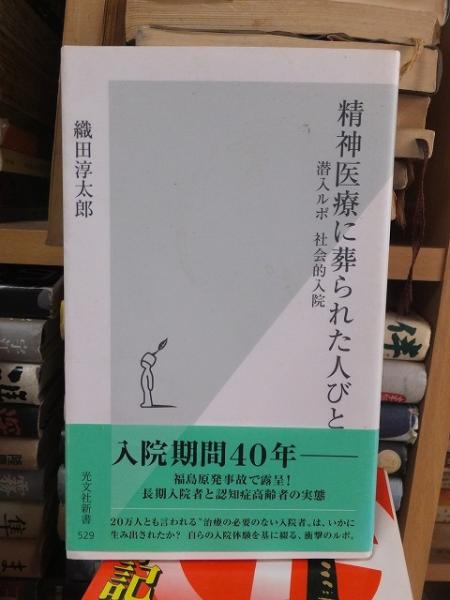 精神医療に葬られた人びと
潜入ルポ 社会的入院
織田淳太郎
入院期間40年――
福島原発事故で露呈!
長期入院者と認知症高齢者の実態
20万人とも言われる“治療の必要のない入院者”は、いかに
生み出されたか? 自らの入院体験を基に綴る、衝撃のルポ。
光文社新書
529
記